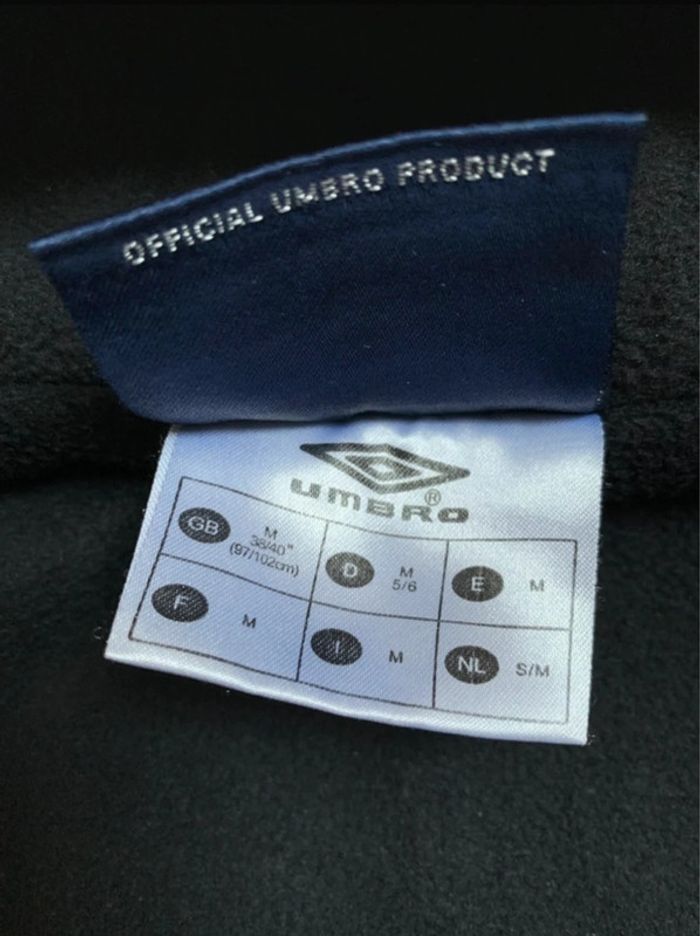 OFFICIAL UMBRO PRODUCT
UMBRO®
GB M
38/40"
(97/102cm)
D M
5/6
E M
F M
I M
NL S/M